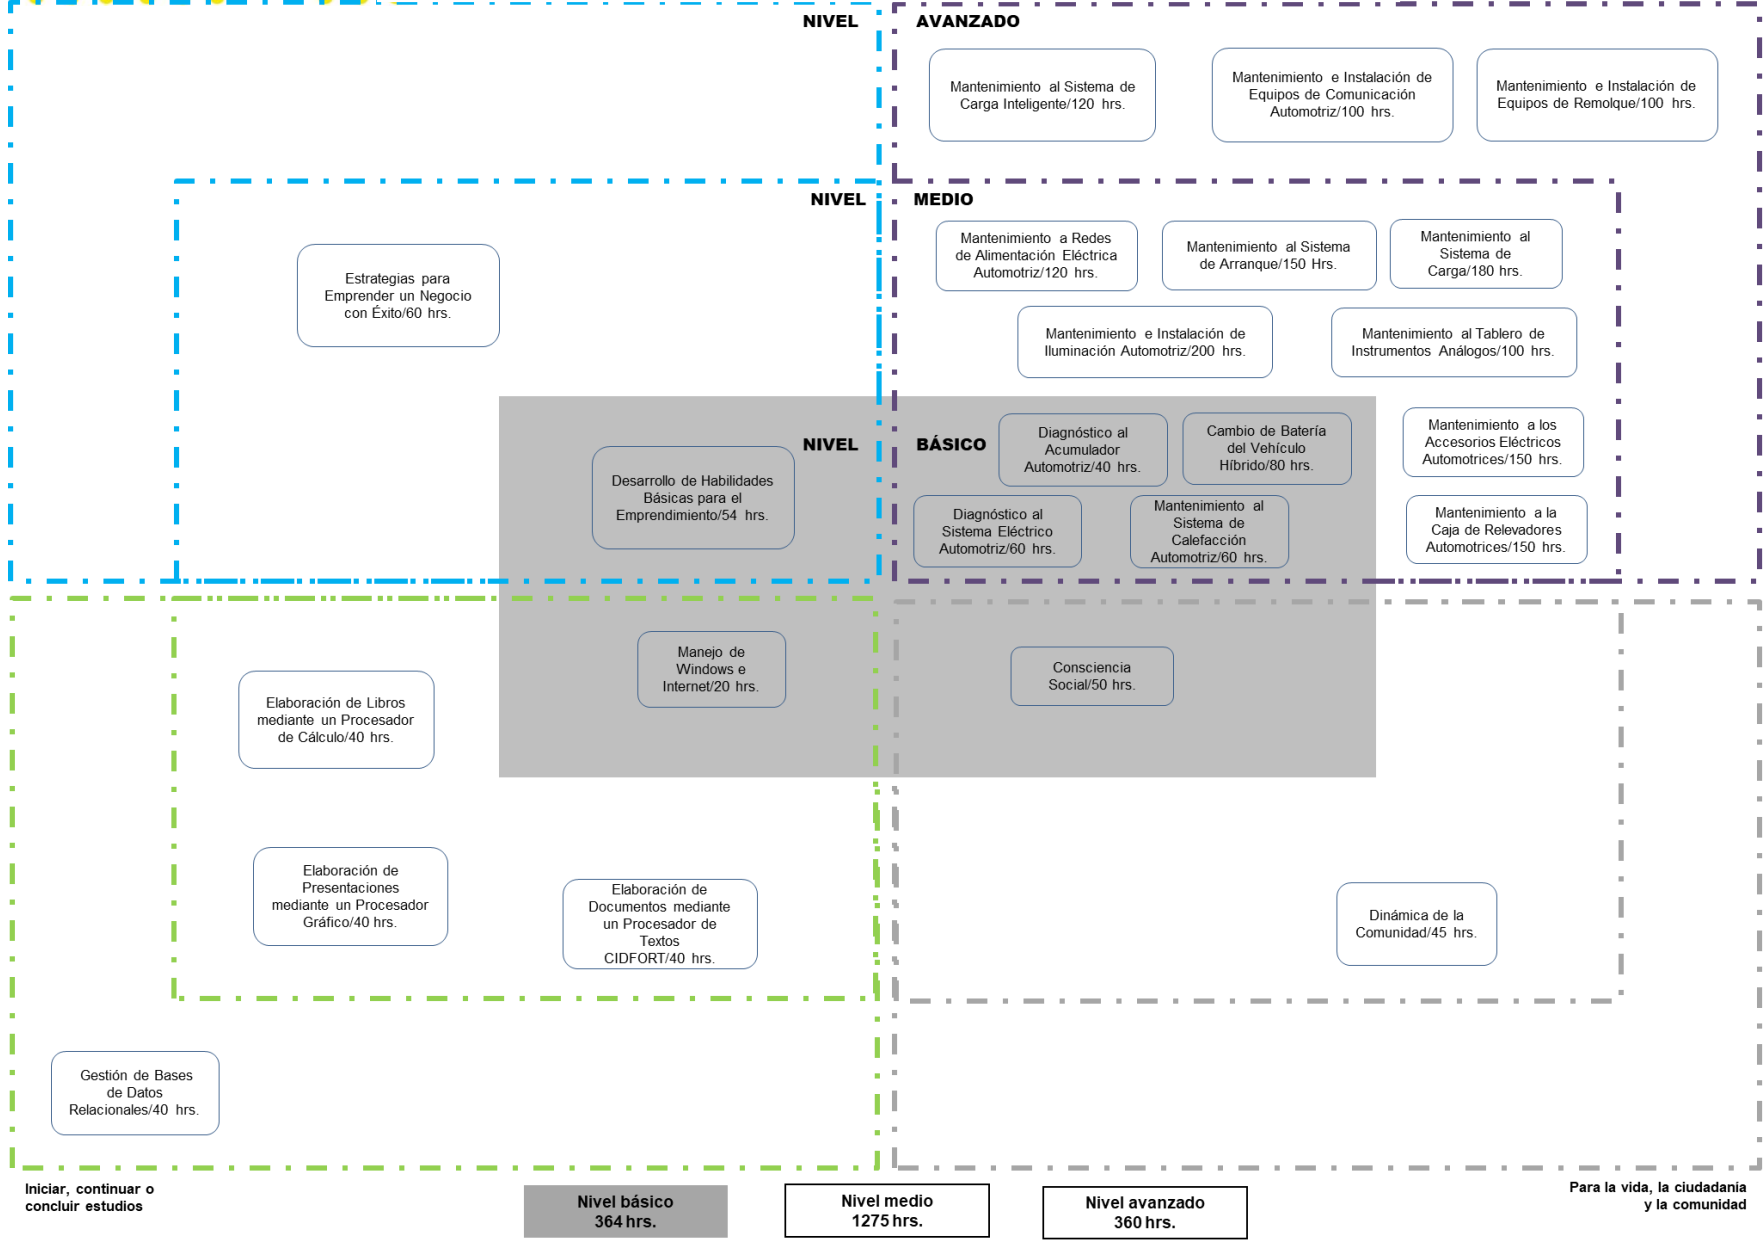 NIVEL AVANZADO
Mantenimiento al Sistema de
Carga Inteligente/120 hrs.
Mantenimiento e Instalación de
Equipos de Comunicación
Automotriz/100 hrs.
Mantenimiento e Instalación de
Equipos de Remolque/100 hrs.
NIVEL MEDIO
Estrategias para
Emprender un Negocio
con Éxito/60 hrs.
Mantenimiento a Redes
de Alimentación Eléctrica
Automotriz/120 hrs.
Mantenimiento al Sistema
de Arranque/150 Hrs.
Mantenimiento al
Sistema de
Carga/180 hrs.
Mantenimiento e Instalación de
Iluminación Automotriz/200 hrs.
Mantenimiento al Tablero de
Instrumentos Análogos/100 hrs.
NIVEL BÁSICO
Desarrollo de Habilidades
Básicas para el
Emprendimiento/54 hrs.
Diagnóstico al
Acumulador
Automotriz/40 hrs.
Cambio de Batería
del Vehículo
Híbrido/80 hrs.
Mantenimiento a los
Accesorios Eléctricos
Automotrices/150 hrs.
Diagnóstico al
Sistema Eléctrico
Automotriz/60 hrs.
Mantenimiento al
Sistema de
Calefacción
Automotriz/60 hrs.
Mantenimiento a la
Caja de Relevadores
Automotrices/150 hrs.
Manejo de
Windows e
Internet/20 hrs.
Consciencia
Social/50 hrs.
Elaboración de Libros
mediante un Procesador
de Cálculo/40 hrs.
Elaboración de
Presentaciones
mediante un Procesador
Gráfico/40 hrs.
Elaboración de
Documentos mediante
un Procesador de
Textos
CIDFORT/40 hrs.
Dinámica de la
Comunidad/45 hrs.
Gestión de Bases
de Datos
Relacionales/40 hrs.
Iniciar, continuar o
concluir estudios
Nivel básico
364 hrs.
Nivel medio
1275 hrs.
Nivel avanzado
360 hrs.
Para la vida, la ciudadanía
y la comunidad